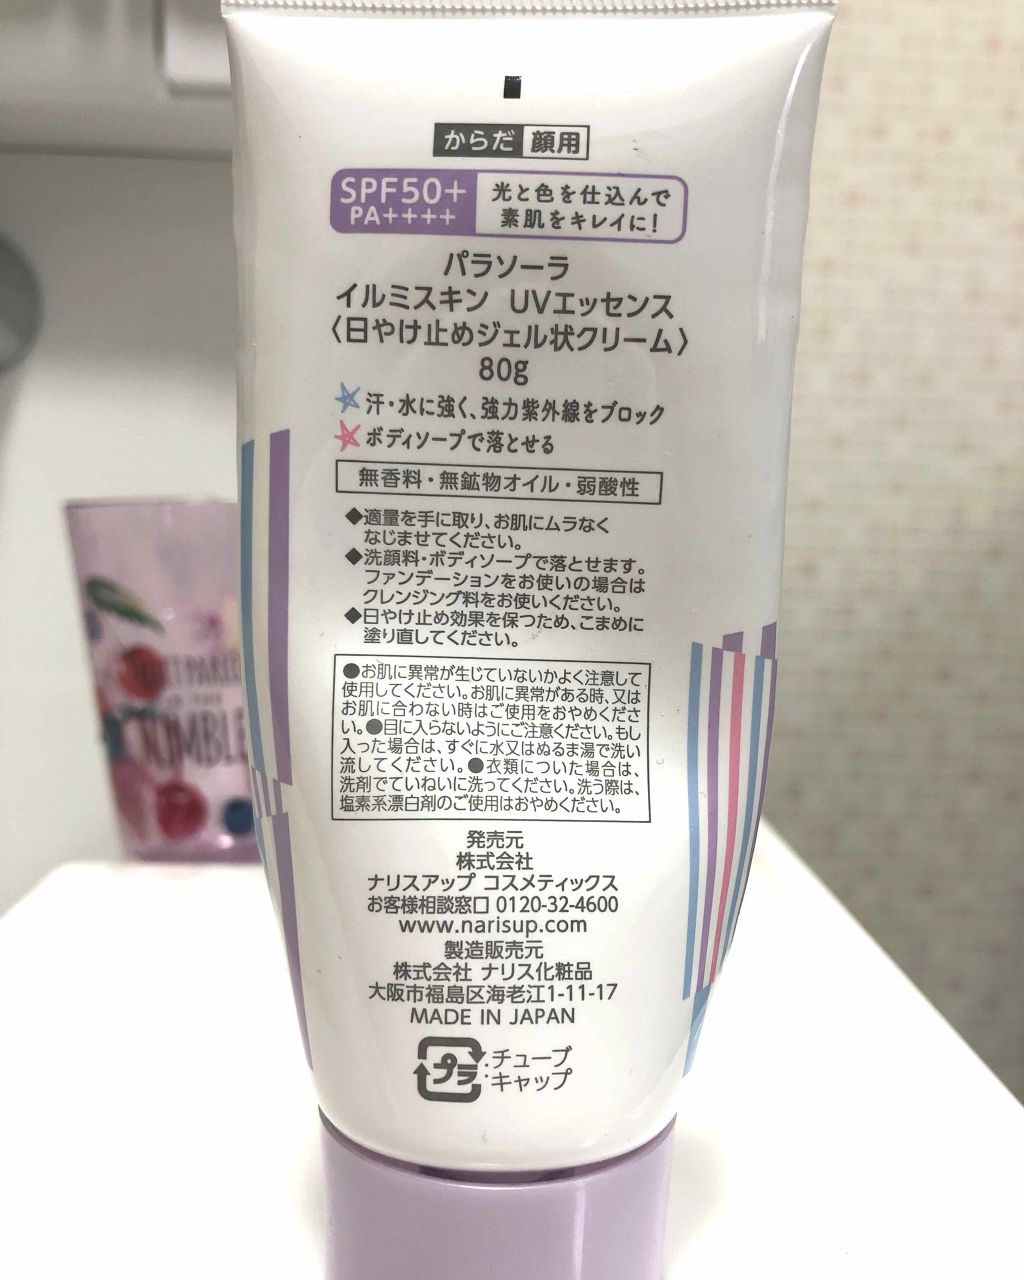 からだ 顔用
SPF50+
PA++++
光と色を仕込んで
素肌をキレイに!
パラソーラ
イルミスキン UVエッセンス
〈日やけ止めジェル状クリーム〉
80g
汗・水に強く、強力紫外線をブロック
ボディソープで落とせる
無香料・無鉱物オイル・弱酸性
◆適量を手に取り、お肌にムラなく
なじませてください。
◆洗顔料・ボディソープで落とせます。
ファンデーションをお使いの場合は
クレンジング料をお使いください。
◆日やけ止め効果を保つため、こまめに
塗り直してください。
●お肌に異常が生じていないかよく注意して
使用してください。お肌に異常がある時、又は
お肌に合わない時はご使用をおやめくださ
い。●目に入らないようにご注意ください。もし
入った場合は、すぐに水又はぬるま湯で洗い
流してください。●衣類についた場合は、
洗剤でていねいに洗ってください。洗う際は、
塩素系漂白剤のご使用はおやめください。
発売元
株式会社
ナリスアップ コスメティックス
お客様相談窓口 0120-32-4600
www.narisup.com
製造販売元
株式会社 ナリス化粧品
大阪市福島区海老江1-11-17
MADE IN JAPAN
プラ
:チューブ
キャップ